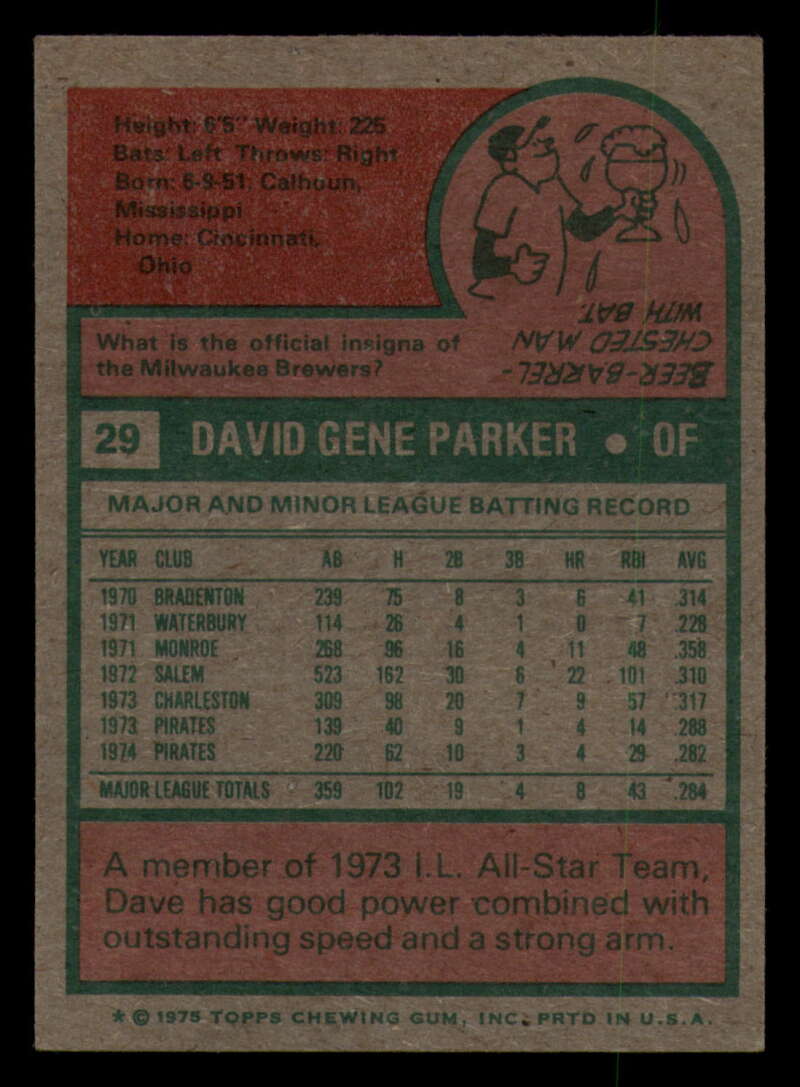 Height: 6'5" Weight: 225
Bats: Left Throws: Right
Born: 6-9-51, Calhoun,
Mississippi
Home: Cincinnati,
Ohio
What is the official insigna of
the Milwaukee Brewers?
BEER-BARREL-
CHESTED MAN
WITH BAT.
29 DAVID GENE PARKER • OF
MAJOR AND MINOR LEAGUE BATTING RECORD
YEAR CLUB AB H 2B 3B HR RBI AVG
1970 BRADENTON 239 75 8 3 6 41 .314
1971 WATERBURY 114 26 4 1 0 7 .228
1971 MONROE 268 96 16 4 11 48 .358
1972 SALEM 523 162 30 6 22 101 .310
1973 CHARLESTON 309 98 20 7 9 57 .317
1973 PIRATES 139 40 9 1 4 14 .288
1974 PIRATES 220 62 10 3 4 29 .282
MAJOR LEAGUE TOTALS 359 102 19 4 8 43 .284
A member of 1973 I.L. All-Star Team,
Dave has good power combined with
outstanding speed and a strong arm.
* © 1975 TOPPS CHEWING GUM, INC. PRTD IN U.S.A.